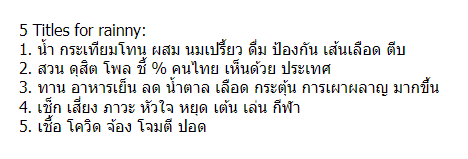 5 Titles for rainny:
1. น้ำ กระเทียมโทน ผสม นมเปรี้ยว ดื่ม ป้องกัน เส้นเลือด ตีบ
2. สวน ดุสิต โพล ชี้ % คนไทย เห็นด้วย ประเทศ
3. ทาน อาหารเย็น ลด น้ำตาล เลือด กระตุ้น การเผาผลาญ มากขึ้น
4. เช็ก เสี่ยง ภาวะ หัวใจ หยุด เต้น เล่น กีฬา
5. เชื้อ โควิด จ้อง โจมตี ปอด